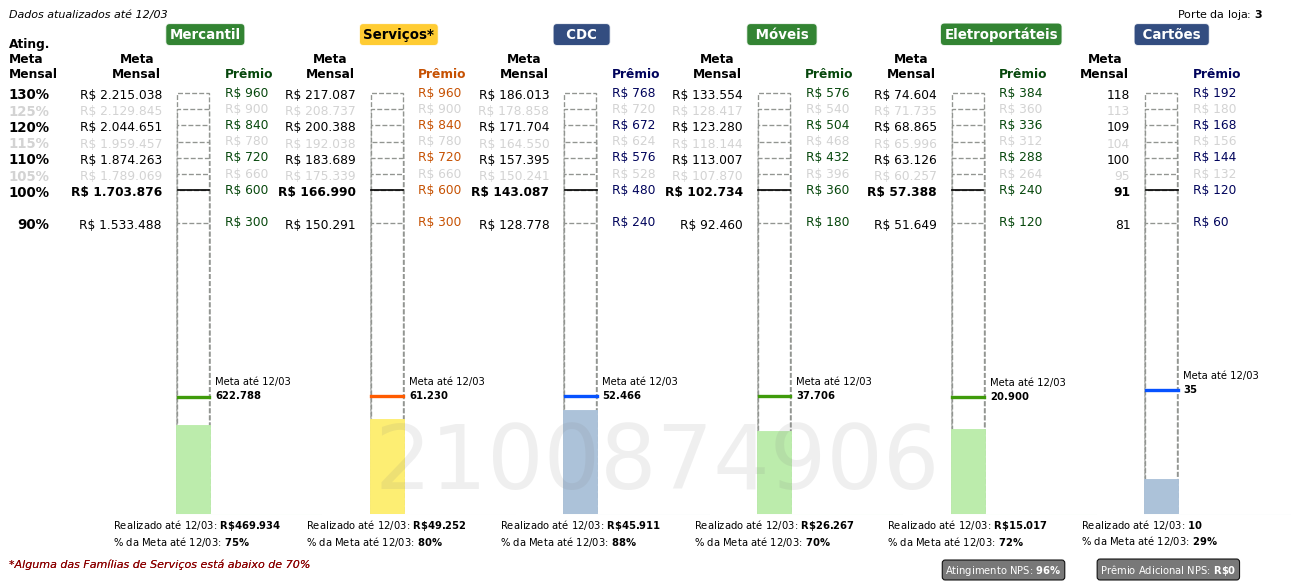 Dados atualizados até 12/03
Porte da loja: 3
Mercantil Serviços* CDC Móveis Eletroportáteis Cartões
Ating.
Meta Meta Meta Meta Meta Meta Meta
Mensal Mensal Prêmio Mensal Prêmio Mensal Prêmio Mensal Prêmio Mensal Prêmio Mensal Prêmio
130% R$ 2.215.038 R$ 960 R$ 217.087 R$ 960 R$ 186.013 R$ 768 R$ 133.554 R$ 576 R$ 74.604 R$ 384 118 R$ 192
125% R$ 2.129.845 R$ 900 R$ 208.737 R$ 900 R$ 178.858 R$ 720 R$ 128.417 R$ 540 R$ 71.735 R$ 360 113 R$ 180
120% R$ 2.044.651 R$ 840 R$ 200.388 R$ 840 R$ 171.704 R$ 672 R$ 123.280 R$ 504 R$ 68.865 R$ 336 109 R$ 168
115% R$ 1.959.457 R$ 780 R$ 192.038 R$ 780 R$ 164.550 R$ 624 R$ 118.144 R$ 468 R$ 65.996 R$ 312 104 R$ 156
110% R$ 1.874.263 R$ 720 R$ 183.689 R$ 720 R$ 157.395 R$ 576 R$ 113.007 R$ 432 R$ 63.126 R$ 288 100 R$ 144
105% R$ 1.789.069 R$ 660 R$ 175.339 R$ 660 R$ 150.241 R$ 528 R$ 107.870 R$ 396 R$ 60.257 R$ 264 95 R$ 132
100% R$ 1.703.876 R$ 600 R$ 166.990 R$ 600 R$ 143.087 R$ 480 R$ 102.734 R$ 360 R$ 57.388 R$ 240 91 R$ 120
90% R$ 1.533.488 R$ 300 R$ 150.291 R$ 300 R$ 128.778 R$ 240 R$ 92.460 R$ 180 R$ 51.649 R$ 120 81 R$ 60
Meta até 12/03 Meta até 12/03 Meta até 12/03 Meta até 12/03 Meta até 12/03 Meta até 12/03
622.788 61.230 52.466 37.706 20.900 35
2100874906
Realizado até 12/03: R$469.934 Realizado até 12/03: R$49.252 Realizado até 12/03: R$45.911 Realizado até 12/03: R$26.267 Realizado até 12/03: R$15.017 Realizado até 12/03: 10
% da Meta até 12/03: 75% % da Meta até 12/03: 80% % da Meta até 12/03: 88% % da Meta até 12/03: 70% % da Meta até 12/03: 72% % da Meta até 12/03: 29%
*Alguma das Famílias de Serviços está abaixo de 70%
Atingimento NPS: 96% Prêmio Adicional NPS: R$0